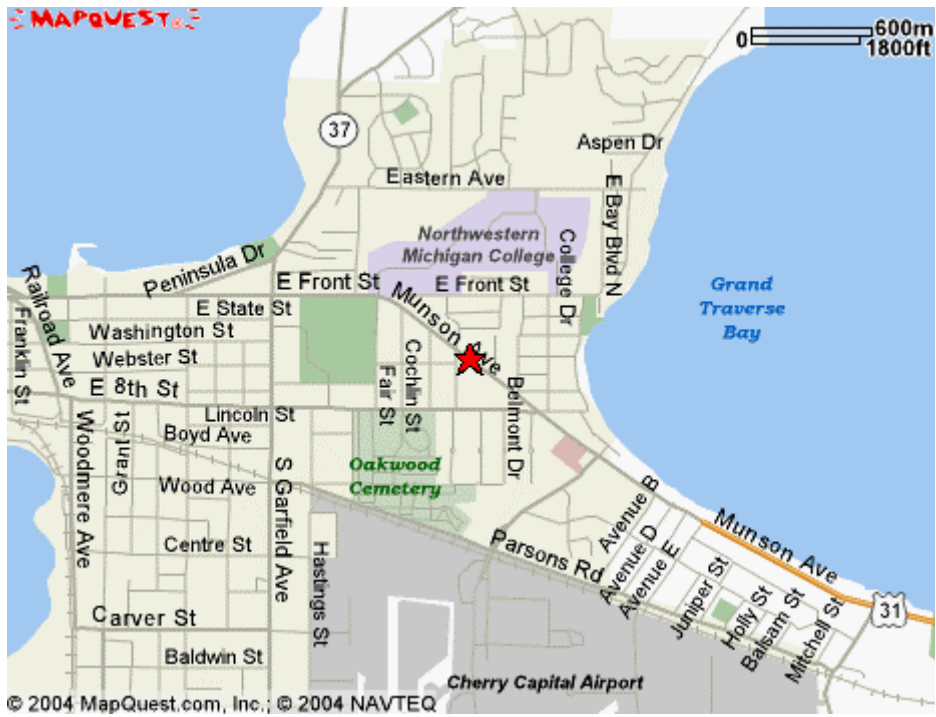 MAPQUEST
600m
0
1800ft
37
Aspen Dr
Eastern Ave
E Bay Blvd N
Northwestern
Michigan College
College Dr
Peninsula Dr
E Front St
E Front St
Grand
Traverse
Bay
Railroad Ave
Franklin St
E State St
Munson Ave
Washington St
Webster St
E 8th St
Cochlin St
Fair St
Belmont Dr
Lincoln St
Boyd Ave
Woodmere Ave
Oakwood
Cemetery
Wood Ave
S Garfield Ave
Avenue B
Munson Ave
Centre St
Hastings St
Parsons Rd
Avenue D
Avenue E
Juniper St
Holly St
Balsam St
Mitchell St
31
Carver St
Baldwin St
Cherry Capital Airport
© 2004 MapQuest.com, Inc.; © 2004 NAVTEQ